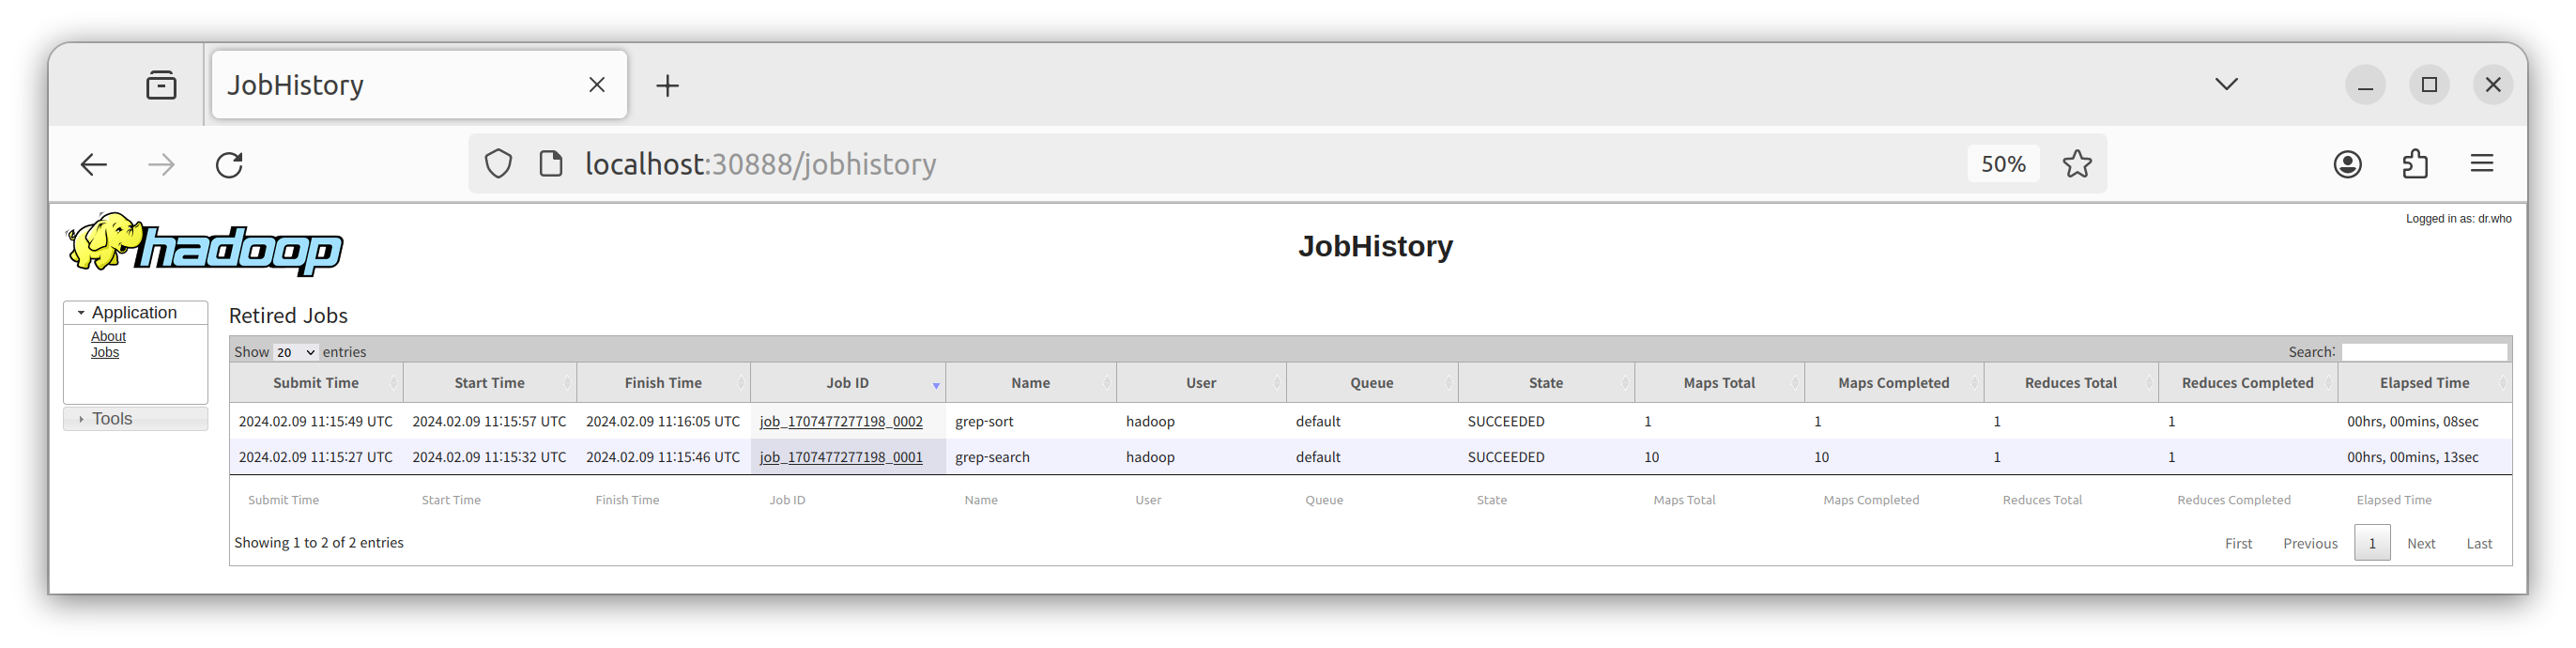 JobHistory
localhost:30888/jobhistory 50%
hadoop
JobHistory
Logged in as: dr.who
Application
About
Jobs
Tools
Retired Jobs
Show 20 entries Search:
Submit Time Start Time Finish Time Job ID Name User Queue State Maps Total Maps Completed Reduces Total Reduces Completed Elapsed Time
2024.02.09 11:15:49 UTC 2024.02.09 11:15:57 UTC 2024.02.09 11:16:05 UTC job_1707477277198_0002 grep-sort hadoop default SUCCEEDED 1 1 1 1 00hrs, 00mins, 08sec
2024.02.09 11:15:27 UTC 2024.02.09 11:15:32 UTC 2024.02.09 11:15:46 UTC job_1707477277198_0001 grep-search hadoop default SUCCEEDED 10 10 1 1 00hrs, 00mins, 13sec
Submit Time Start Time Finish Time Job ID Name User Queue State Maps Total Maps Completed Reduces Total Reduces Completed Elapsed Time
Showing 1 to 2 of 2 entries First Previous 1 Next Last